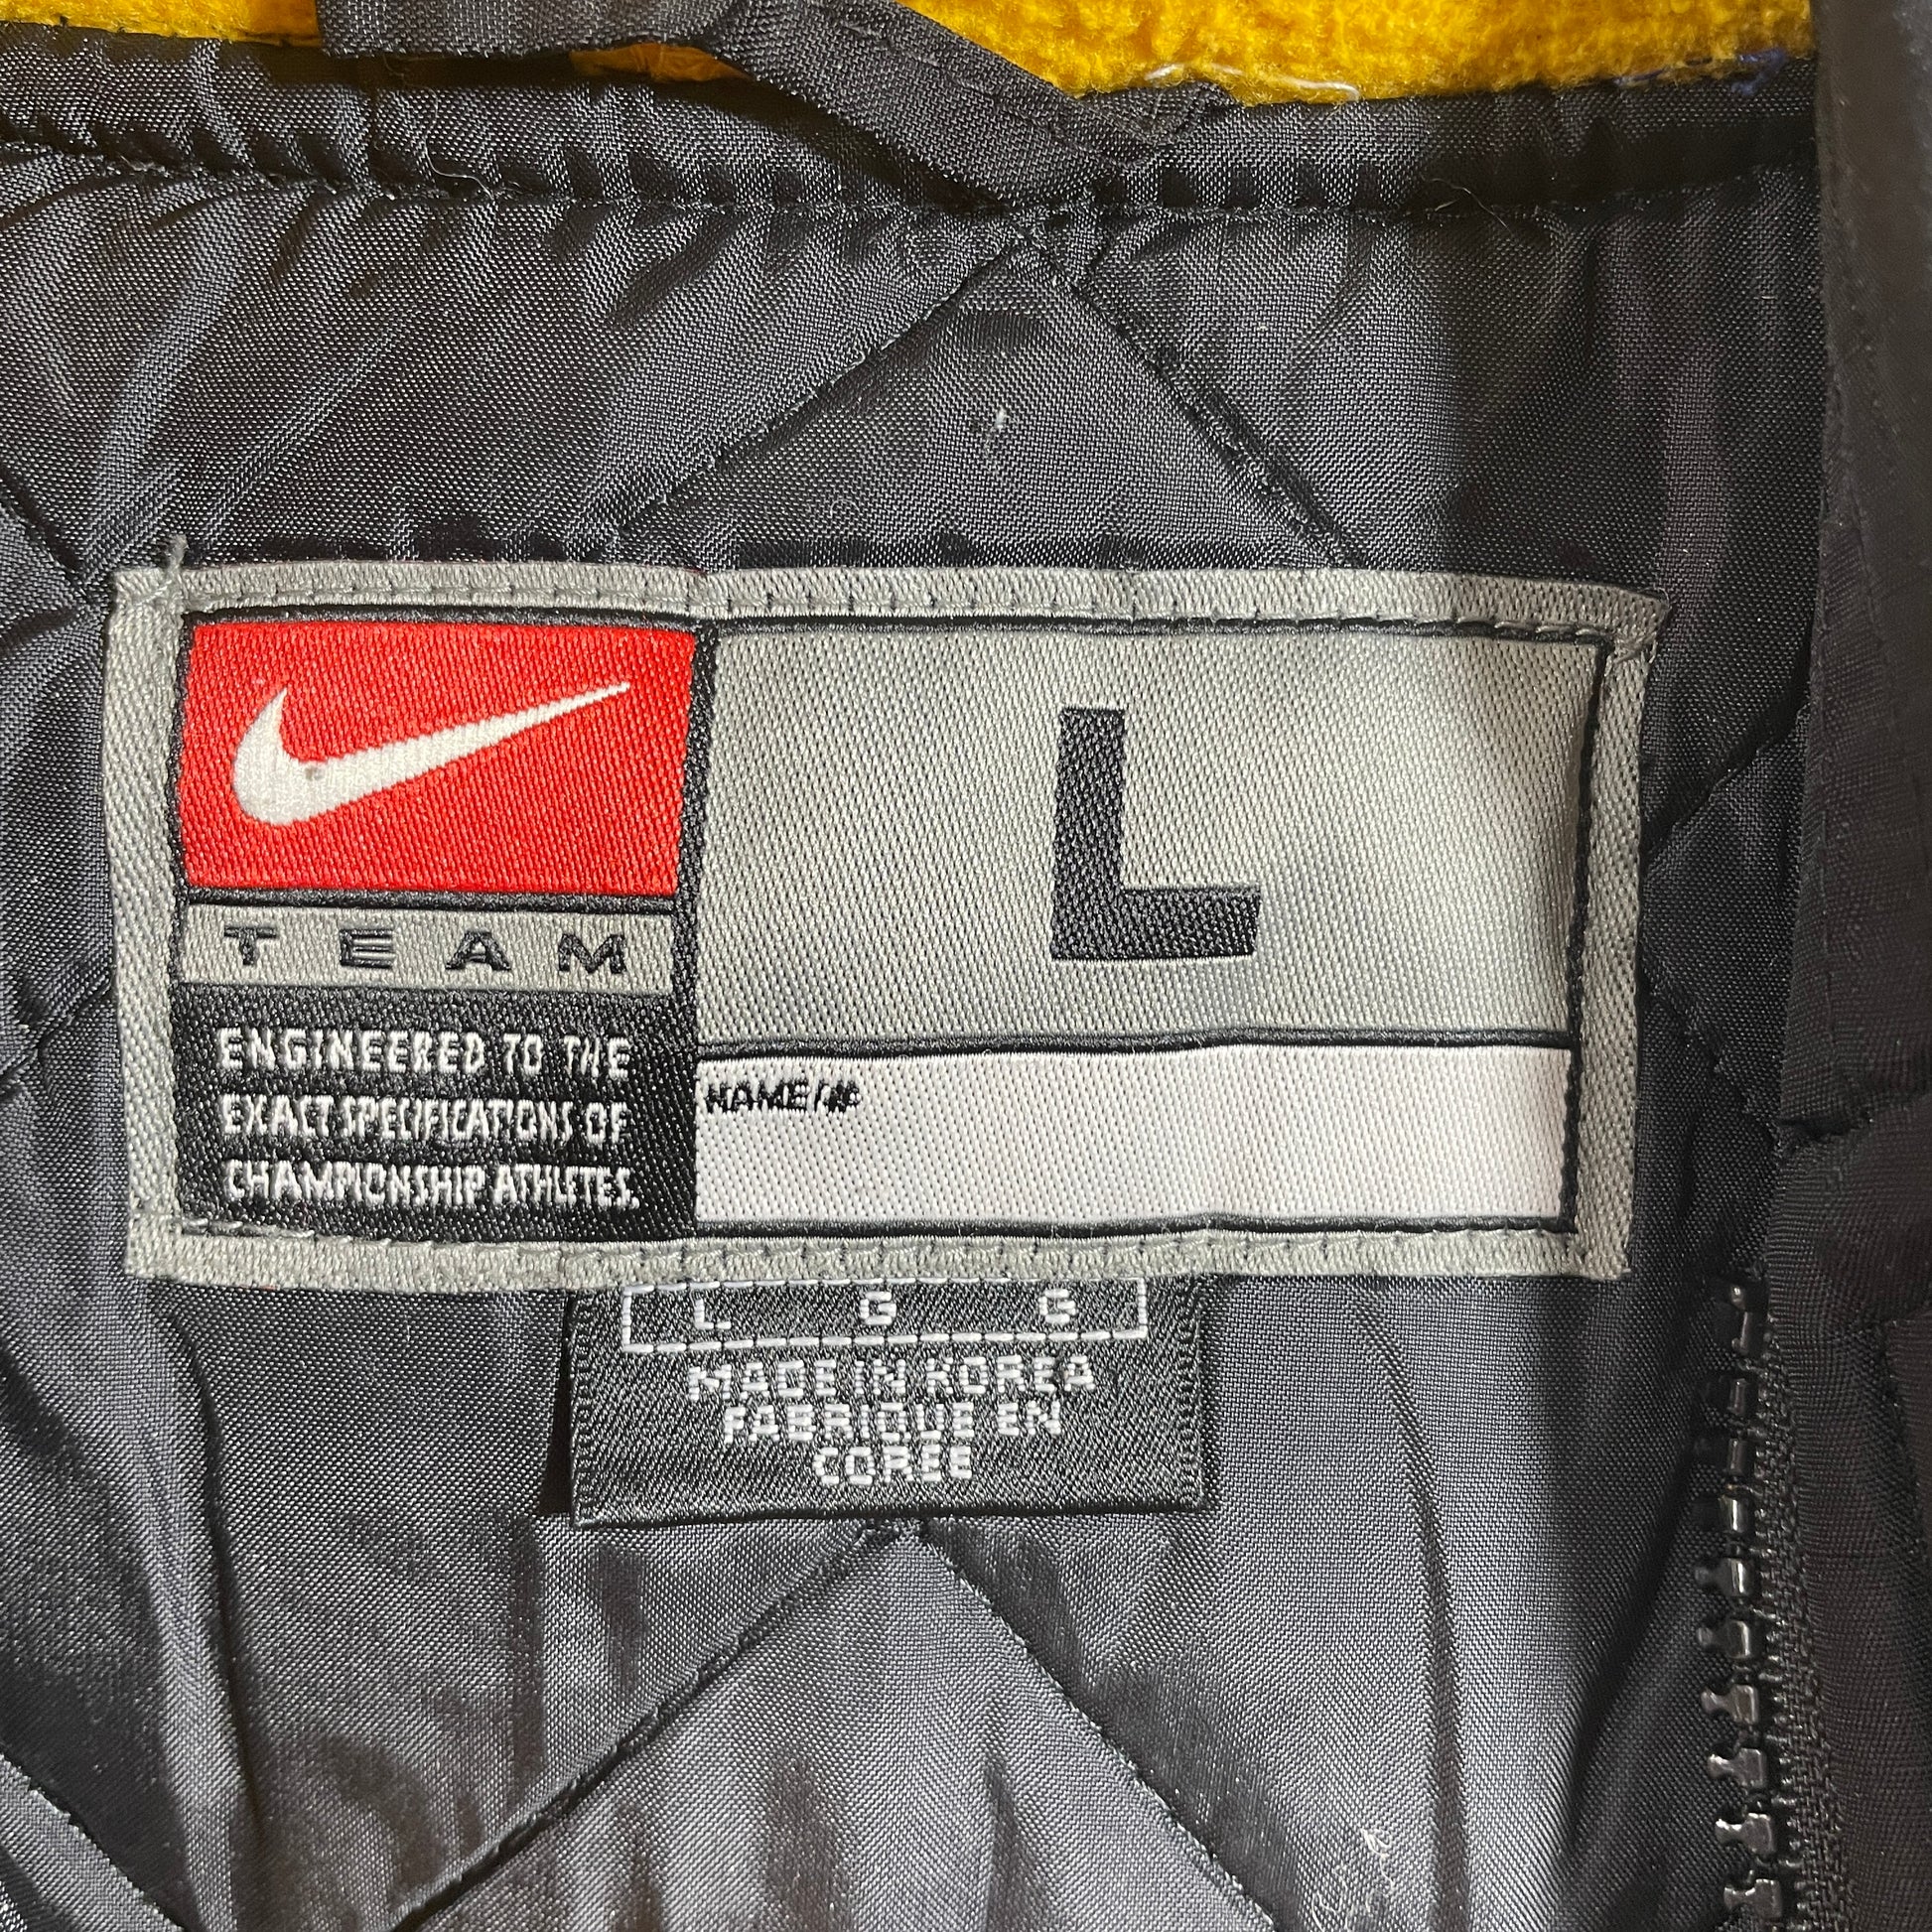 L
TEAM
ENGINEERED TO THE
EXACT SPECIFICATIONS OF
CHAMPIONSHIP ATHLETES.
NAME/#
L G G
MADE IN KOREA
FABRIQUE EN
COREE